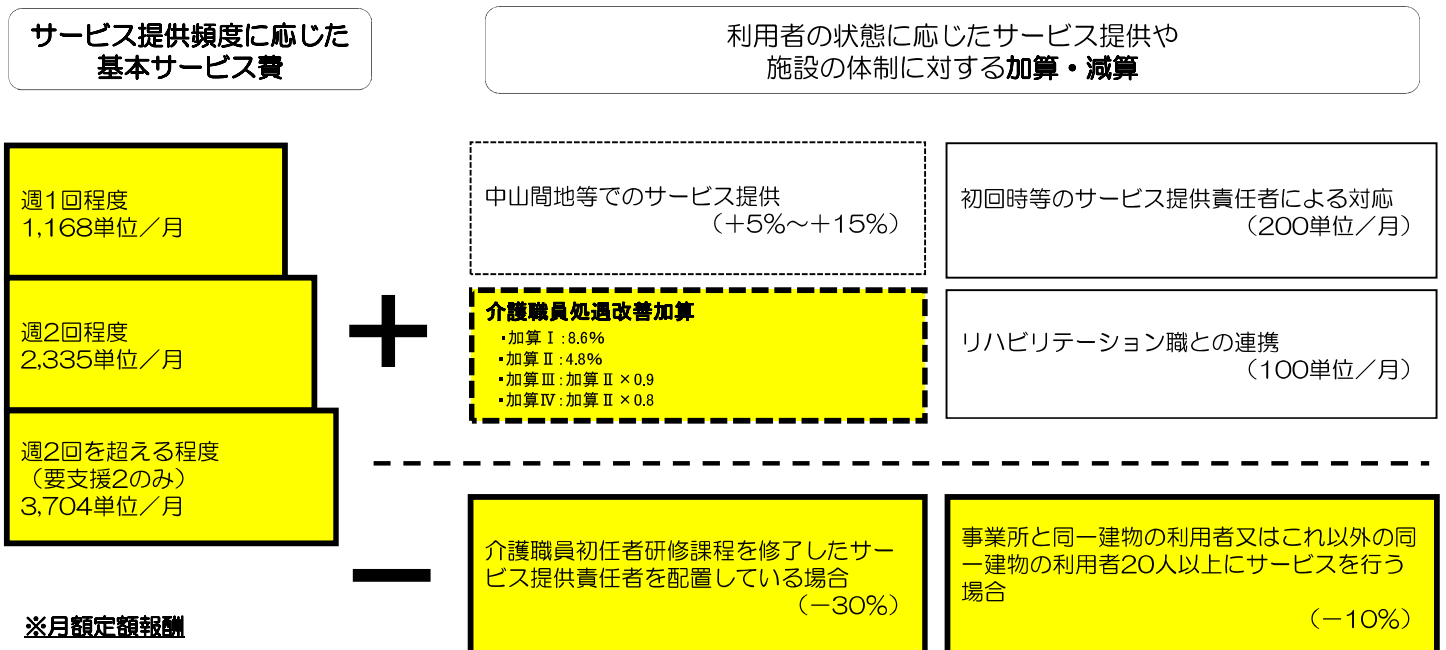 サービス提供頻度に応じた
基本サービス費
利用者の状態に応じたサービス提供や
施設の体制に対する加算・減算
週1回程度
1,168単位／月
週2回程度
2,335単位／月
週2回を超える程度
（要支援2のみ）
3,704単位／月
※月額定額報酬
＋
中山間地等でのサービス提供
（＋5%～＋15%）
初回時等のサービス提供責任者による対応
（200単位／月）
介護職員処遇改善加算
・加算Ⅰ：8.6%
・加算Ⅱ：4.8%
・加算Ⅲ：加算Ⅱ×0.9
・加算Ⅳ：加算Ⅱ×0.8
リハビリテーション職との連携
（100単位／月）
－
介護職員初任者研修課程を修了したサー
ビス提供責任者を配置している場合
（－30%）
事業所と同一建物の利用者又はこれ以外の同
一建物の利用者20人以上にサービスを行う
場合
（－10%）